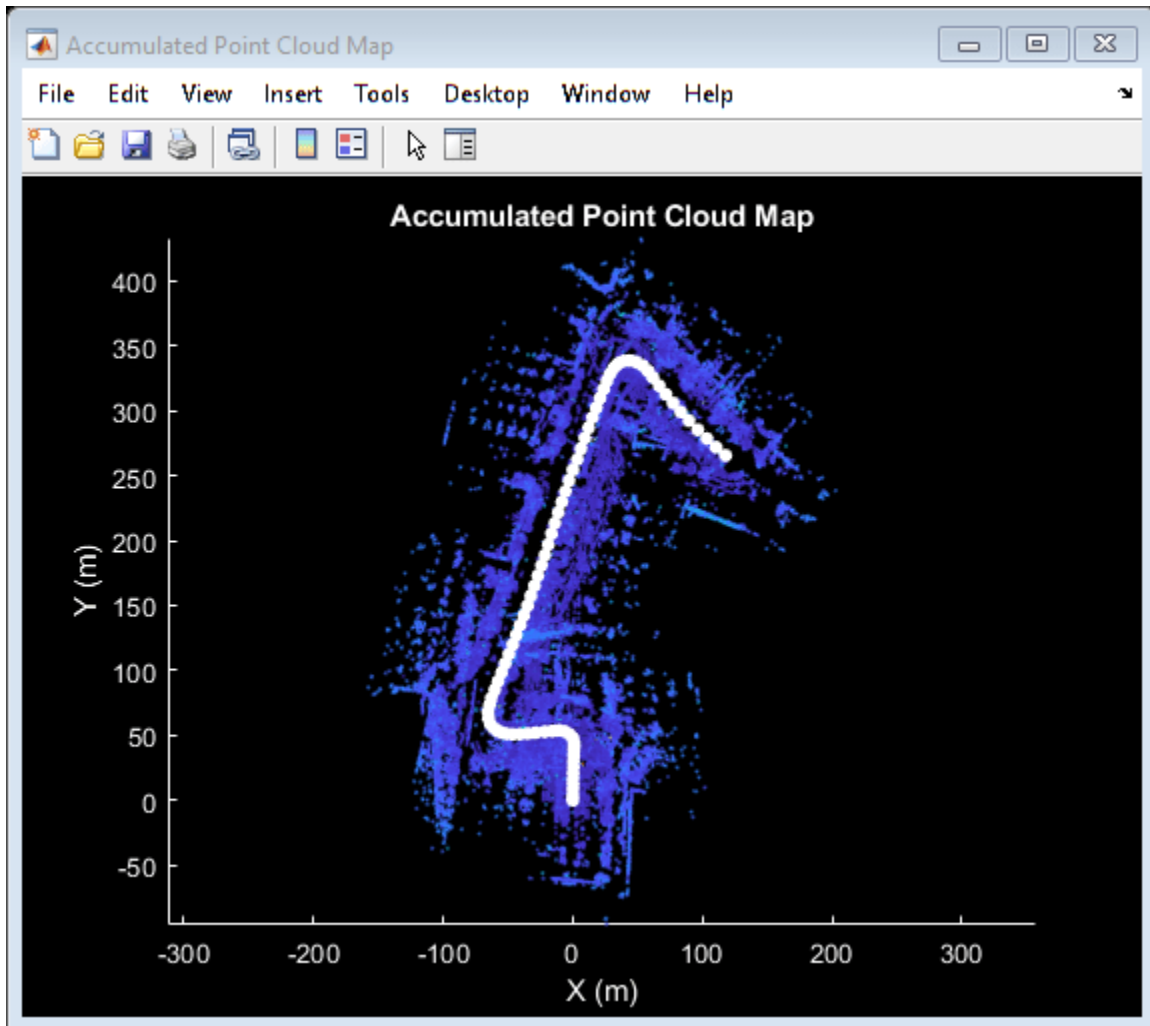 Accumulated Point Cloud Map
File Edit View Insert Tools Desktop Window Help
Accumulated Point Cloud Map
400
350
300
250
200
150
100
50
0
-50
Y (m)
-300 -200 -100 0 100 200 300
X (m)